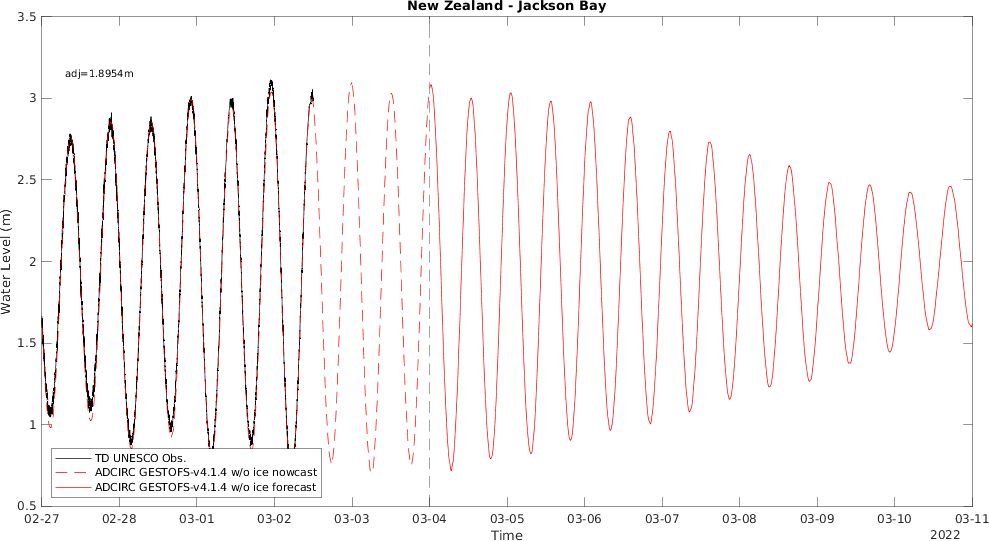 New Zealand - Jackson Bay
3.5
adj=1.8954m
3
2.5
2
1.5
1
0.5
Water Level (m)
TD UNESCO Obs.
ADCIRC GESTOFS-v4.1.4 w/o ice nowcast
ADCIRC GESTOFS-v4.1.4 w/o ice forecast
02-27 02-28 03-01 03-02 03-03 03-04 03-05 03-06 03-07 03-08 03-09 03-10 03-11
Time
2022